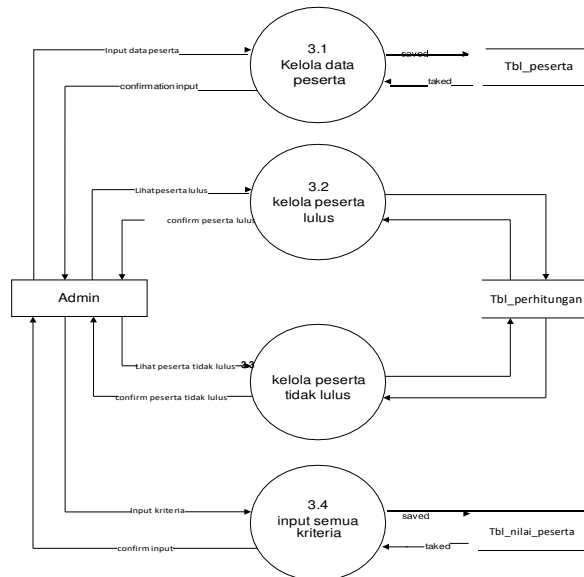 3.1
Kelola data
peserta
Input data peserta
saved
Tbl_peserta
confirmation input
taked
3.2
kelola peserta
lulus
Lihat peserta lulus
confirm peserta lulus
Admin
Tbl_perhitungan
3.3
Lihat peserta tidak lulus
kelola peserta
tidak lulus
confirm peserta tidak lulus
3.4
input semua
kriteria
Input kriteria
saved
Tbl_nilai_peserta
confirm input
taked